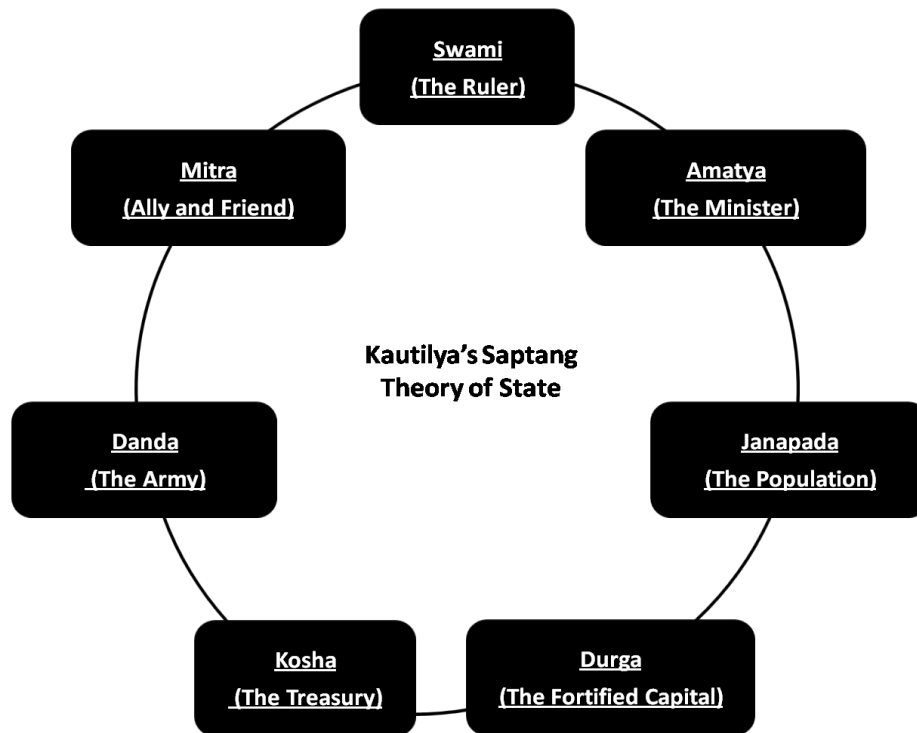 Swami
(The Ruler)
Amatya
(The Minister)
Janapada
(The Population)
Durga
(The Fortified Capital)
Kosha
(The Treasury)
Danda
(The Army)
Mitra
(Ally and Friend)
Kautilya's Saptang
Theory of State